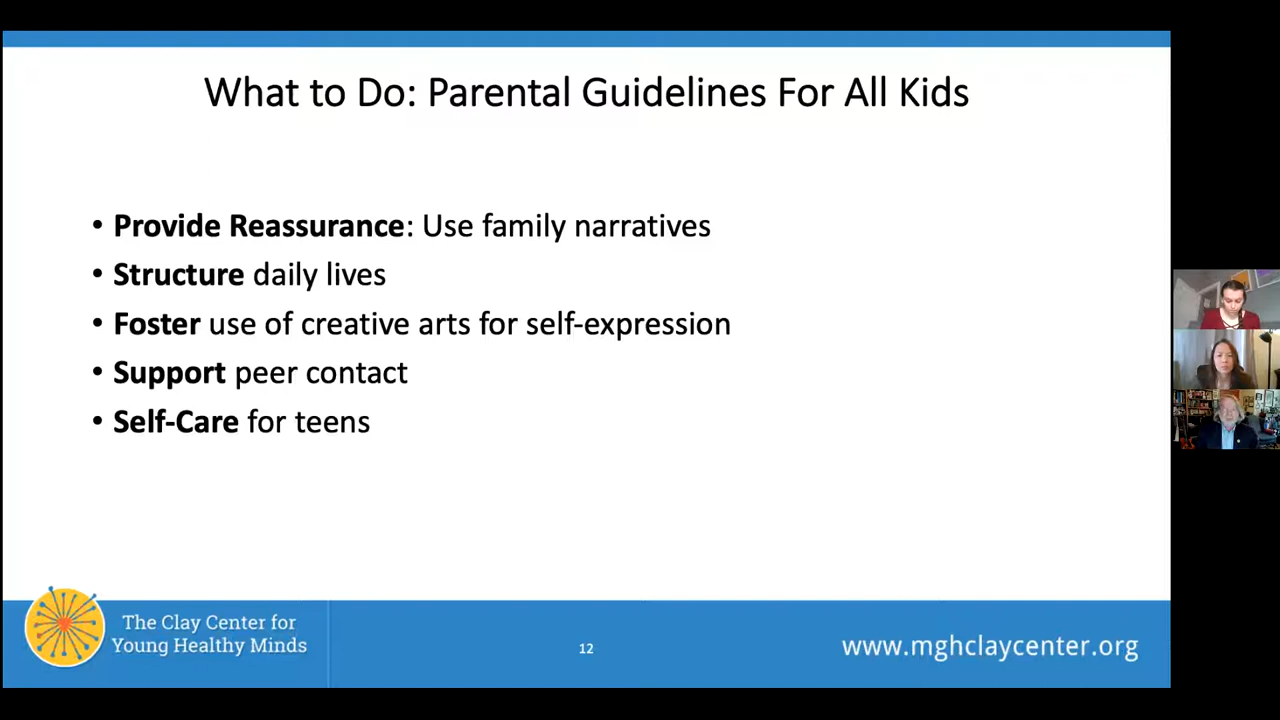 What to Do: Parental Guidelines For All Kids
• Provide Reassurance: Use family narratives
• Structure daily lives
• Foster use of creative arts for self-expression
• Support peer contact
• Self-Care for teens
The Clay Center for
Young Healthy Minds
12
www.mghclaycenter.org